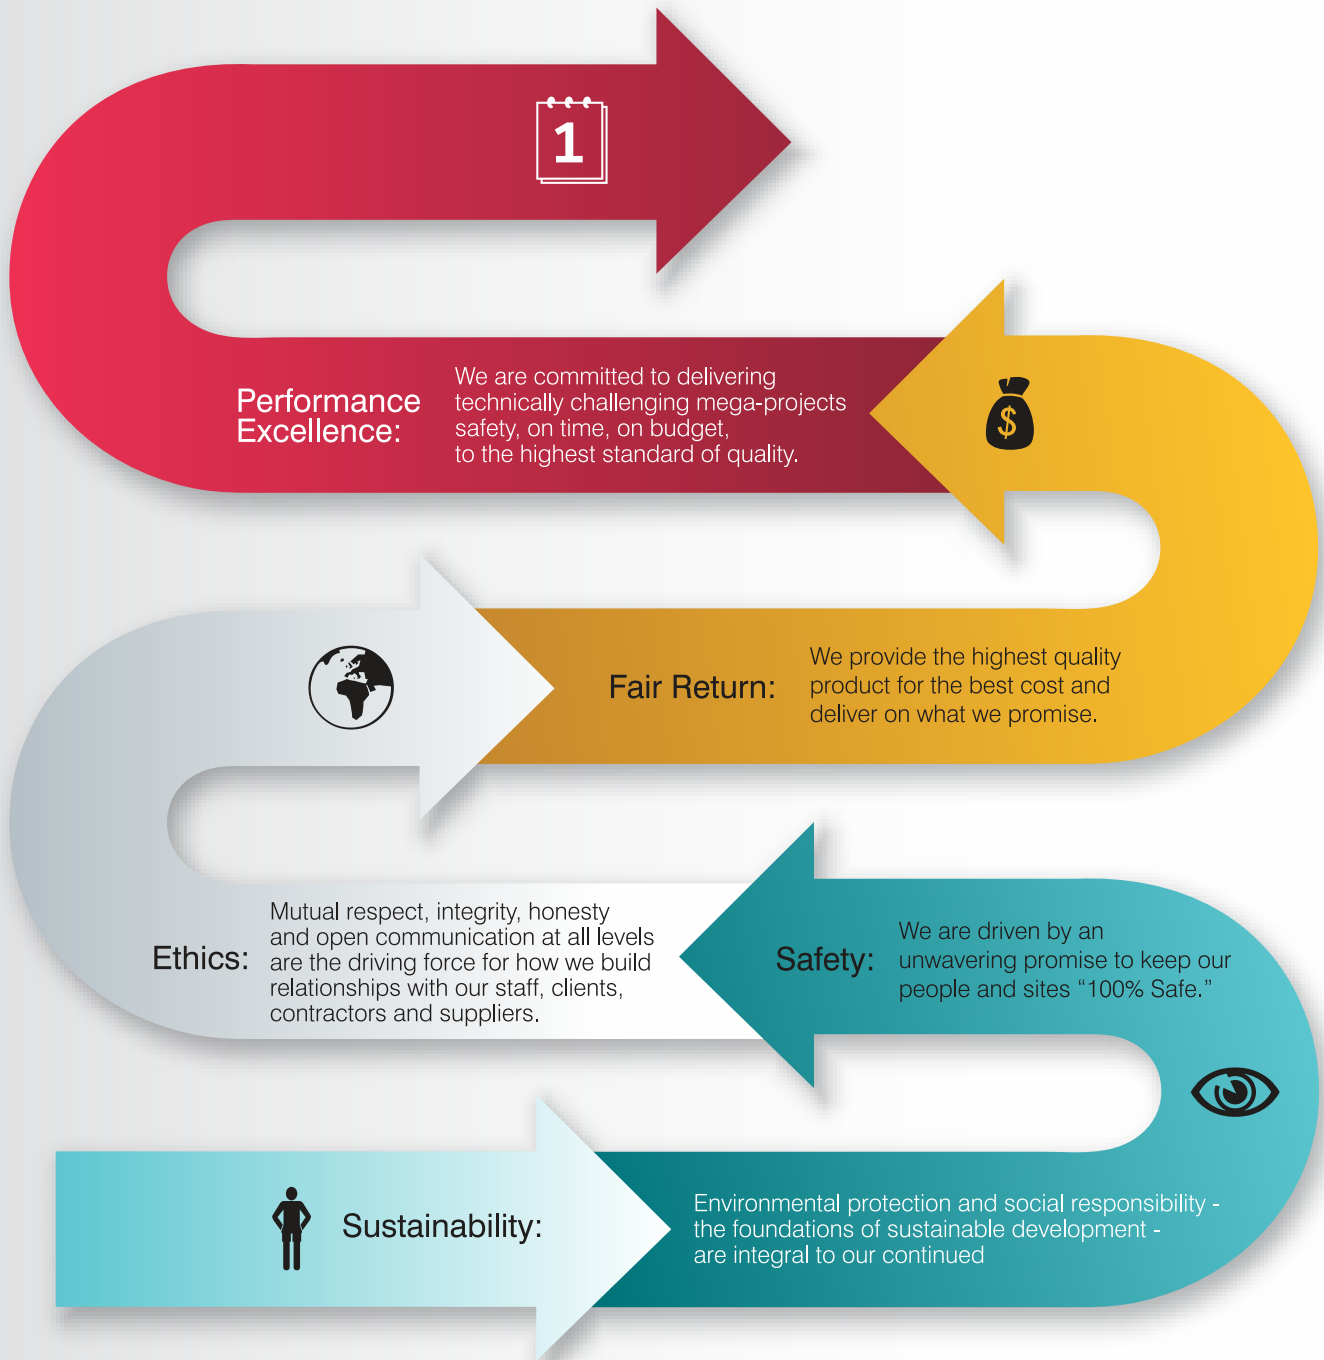 1
Performance
Excellence:
We are committed to delivering
technically challenging mega-projects
safety, on time, on budget,
to the highest standard of quality.
$
Fair Return:
We provide the highest quality
product for the best cost and
deliver on what we promise.
Ethics:
Mutual respect, integrity, honesty
and open communication at all levels
are the driving force for how we build
relationships with our staff, clients,
contractors and suppliers.
Safety:
We are driven by an
unwavering promise to keep our
people and sites “100% Safe.”
Sustainability:
Environmental protection and social responsibility -
the foundations of sustainable development -
are integral to our continued